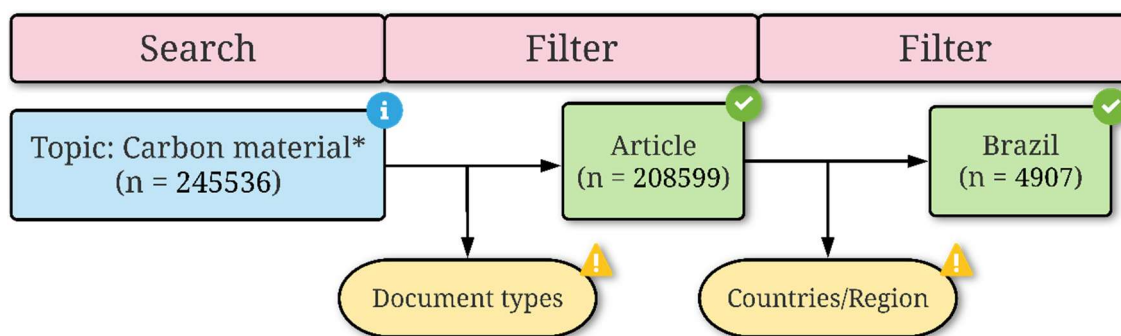 Search
Filter
Filter
Topic: Carbon material*
(n = 245536)
Article
(n = 208599)
Brazil
(n = 4907)
Document types
Countries/Region